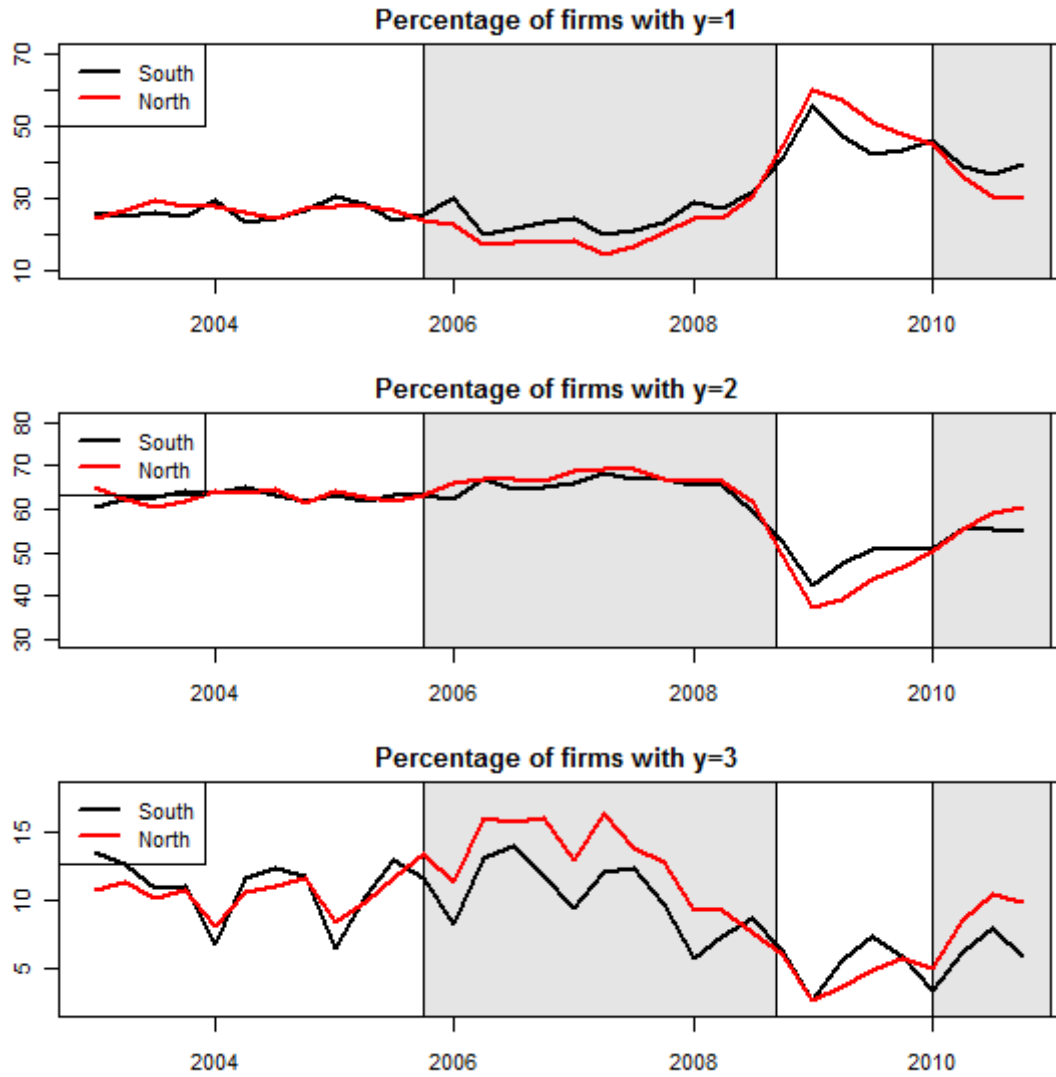 Percentage of firms with y=1
70
50
30
10
South
North
2004 2006 2008 2010
Percentage of firms with y=2
80
70
60
50
40
30
South
North
2004 2006 2008 2010
Percentage of firms with y=3
15
10
5
South
North
2004 2006 2008 2010